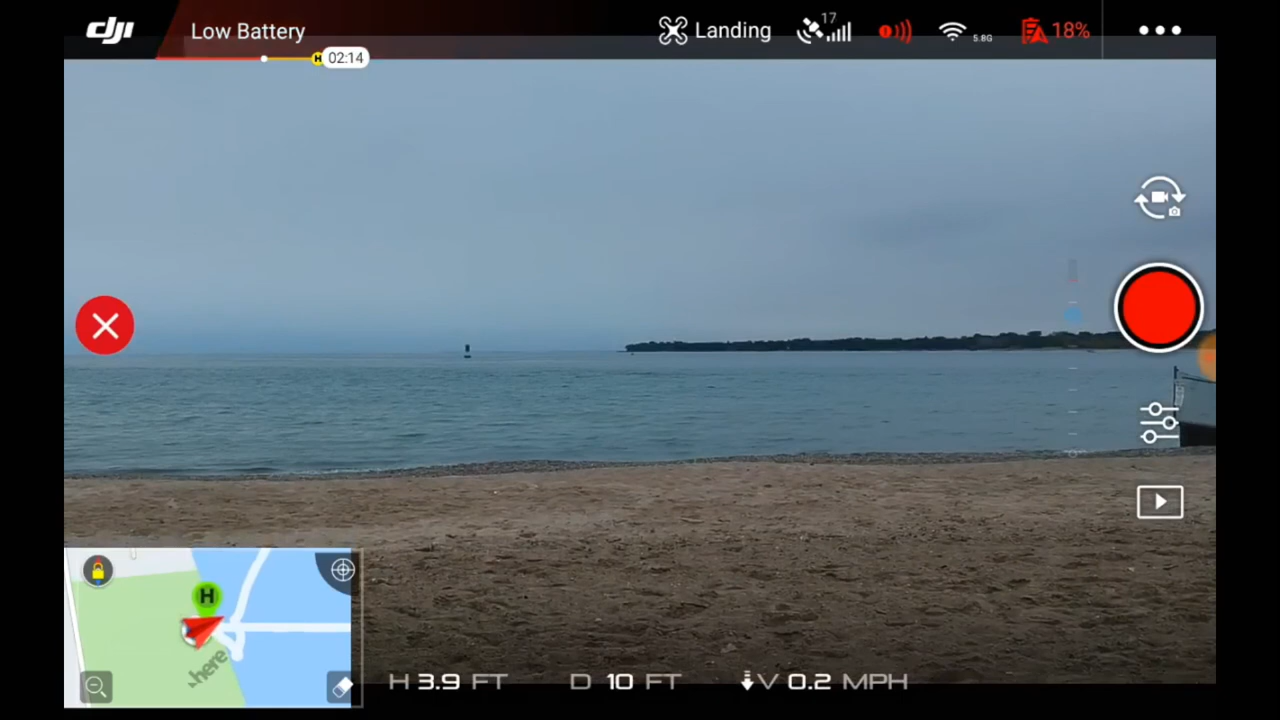 dji Low Battery Landing 17 5.8G 18%
H 02:14
H
here
H 3.9 FT D 10 FT V 0.2 MPH